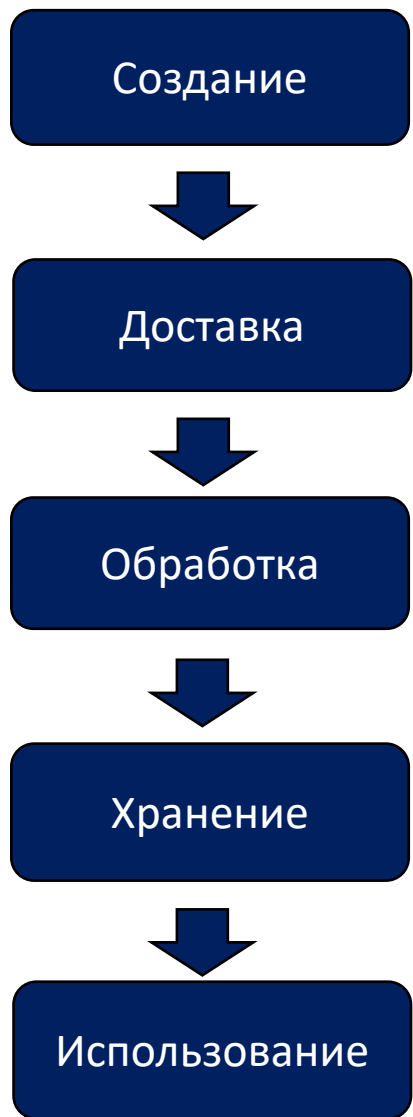 Создание
Доставка
Обработка
Хранение
Использование